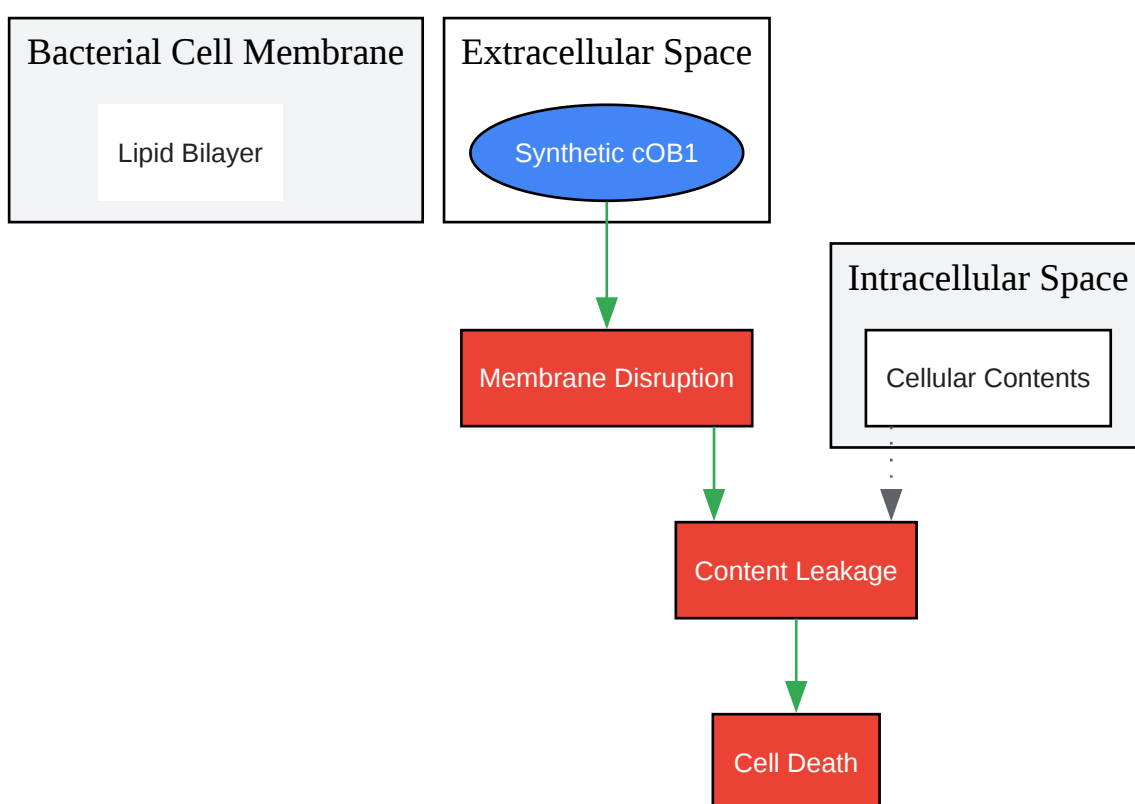 Bacterial Cell Membrane
Lipid Bilayer
Extracellular Space
Synthetic cOB1
Intracellular Space
Cellular Contents
Membrane Disruption
Content Leakage
Cell Death